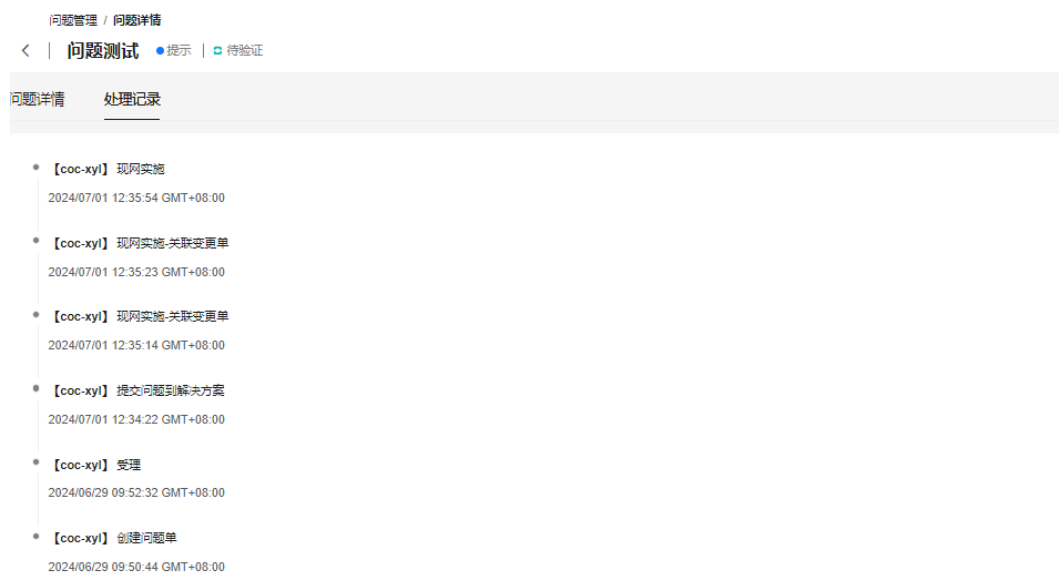 问题管理 / 问题详情
问题测试 提示 待验证
问题详情 处理记录
【coc-xyl】 现网实施
2024/07/01 12:35:54 GMT+08:00
【coc-xyl】 现网实施-关联变更单
2024/07/01 12:35:23 GMT+08:00
【coc-xyl】 现网实施-关联变更单
2024/07/01 12:35:14 GMT+08:00
【coc-xyl】 提交问题到解决方案
2024/07/01 12:34:22 GMT+08:00
【coc-xyl】 受理
2024/06/29 09:52:32 GMT+08:00
【coc-xyl】 创建问题单
2024/06/29 09:50:44 GMT+08:00